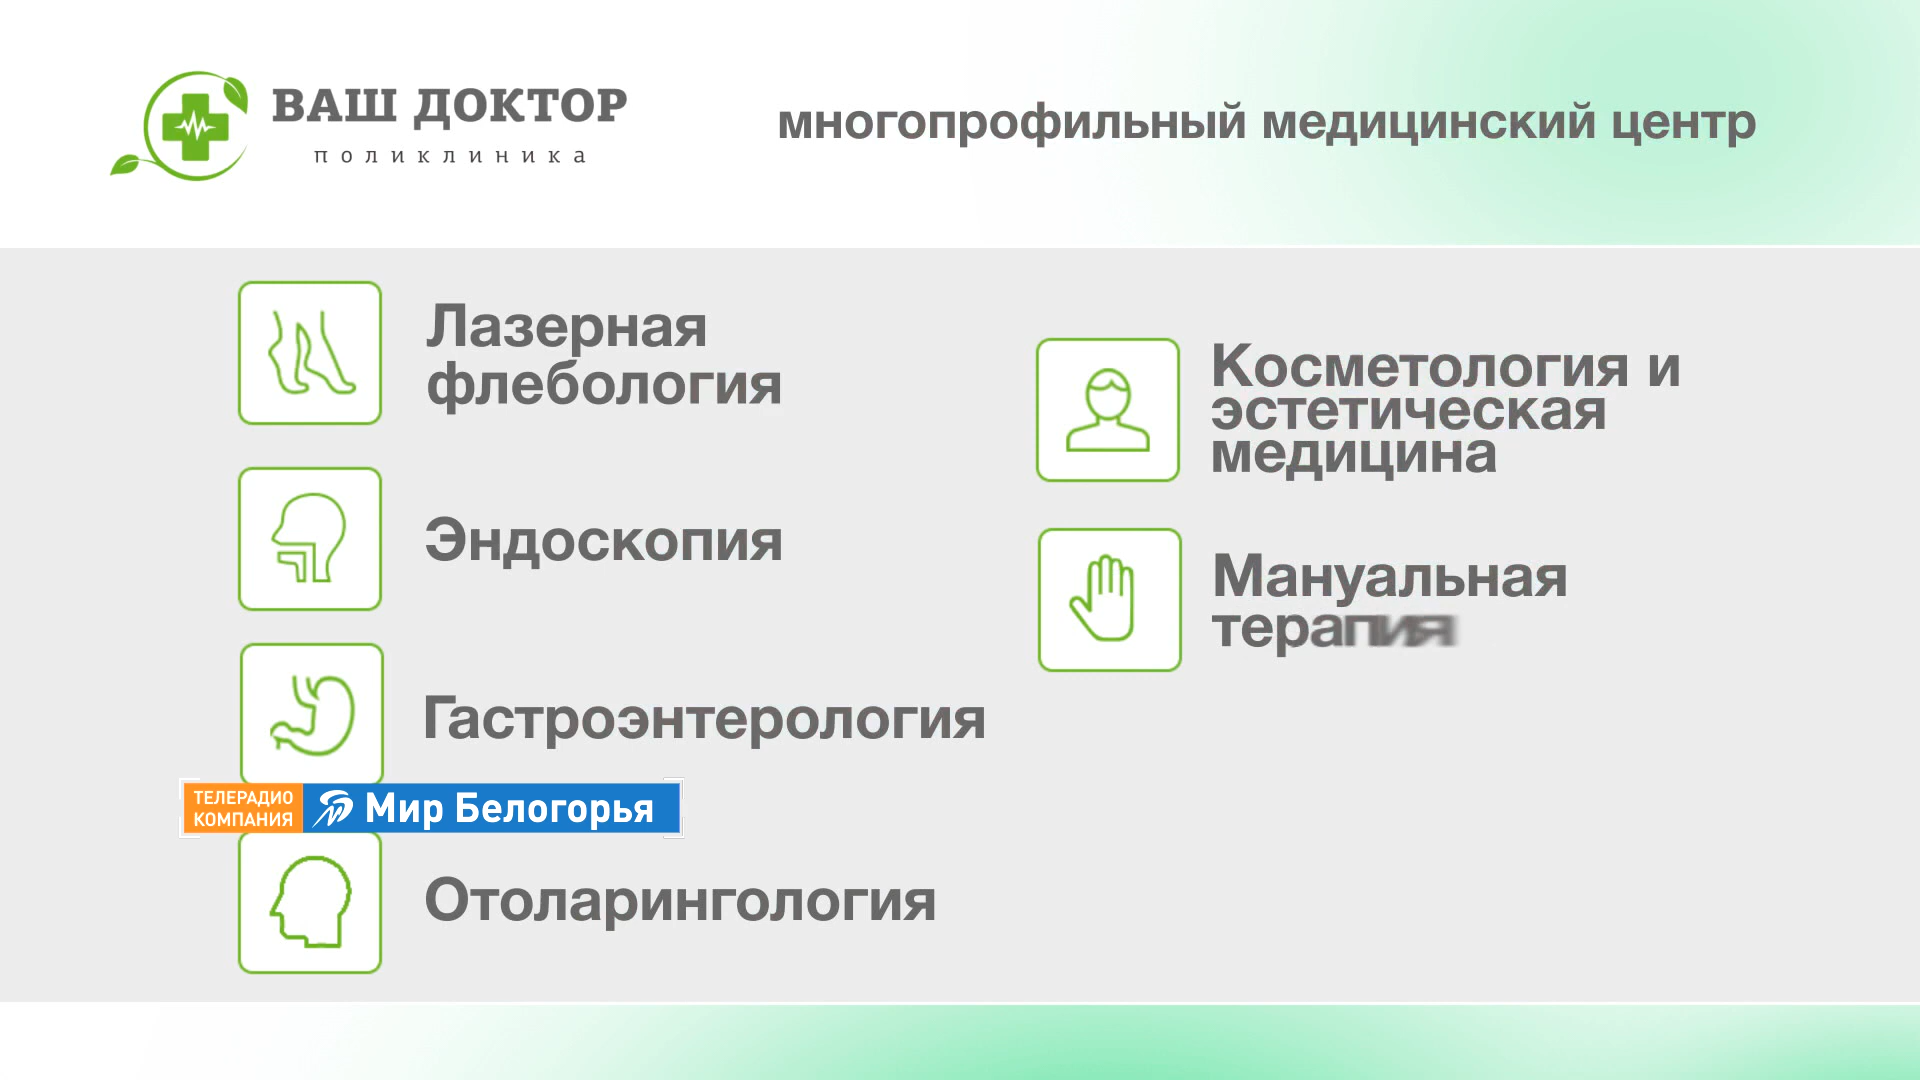 ВАШ ДОКТОР
поликлиника
многопрофильный медицинский центр
Лазерная
флебология
Эндоскопия
Гастроэнтерология
ТЕЛЕРАДИО
КОМПАНИЯ
Мир Белогорья
Отоларингология
Косметология и
эстетическая
медицина
Мануальная
терапия